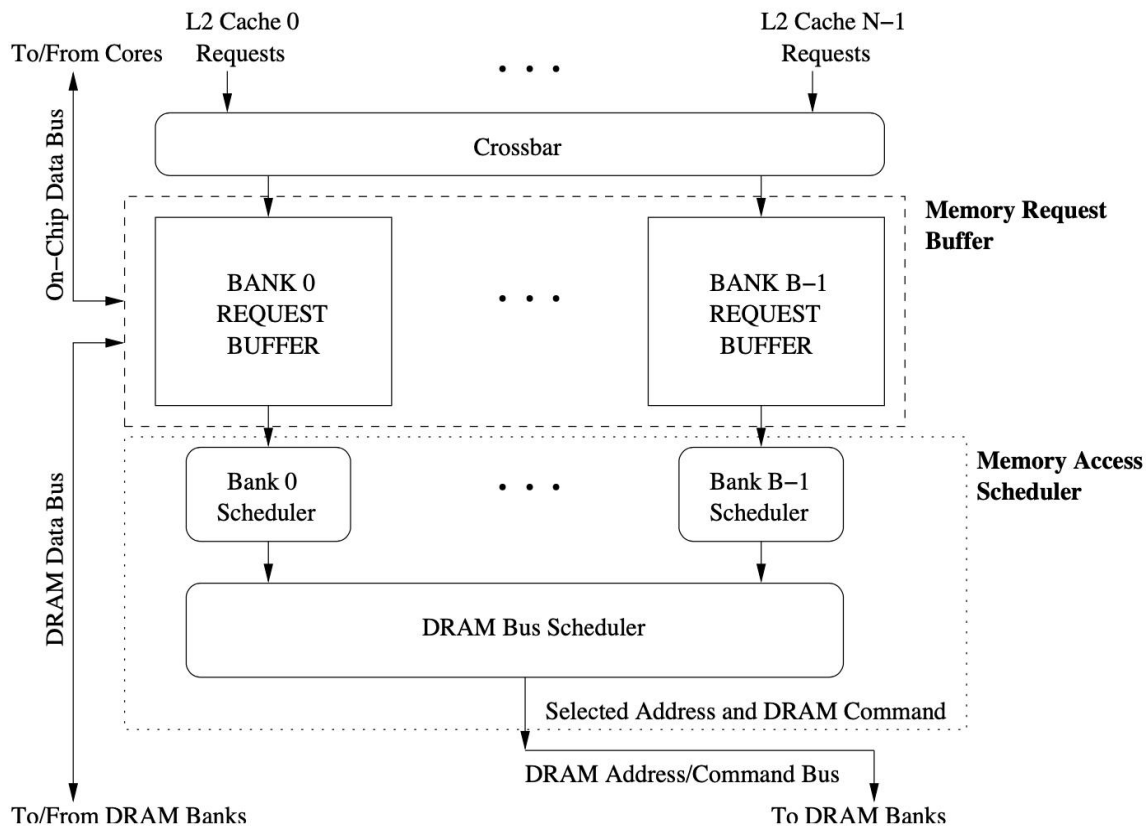 L2 Cache 0
Requests
L2 Cache N−1
Requests
To/From Cores
. . .
Crossbar
On−Chip Data Bus
Memory Request
Buffer
BANK 0
REQUEST
BUFFER
. . .
BANK B−1
REQUEST
BUFFER
Memory Access
Scheduler
Bank 0
Scheduler
. . .
Bank B−1
Scheduler
DRAM Data Bus
DRAM Bus Scheduler
Selected Address and DRAM Command
DRAM Address/Command Bus
To/From DRAM Banks
To DRAM Banks